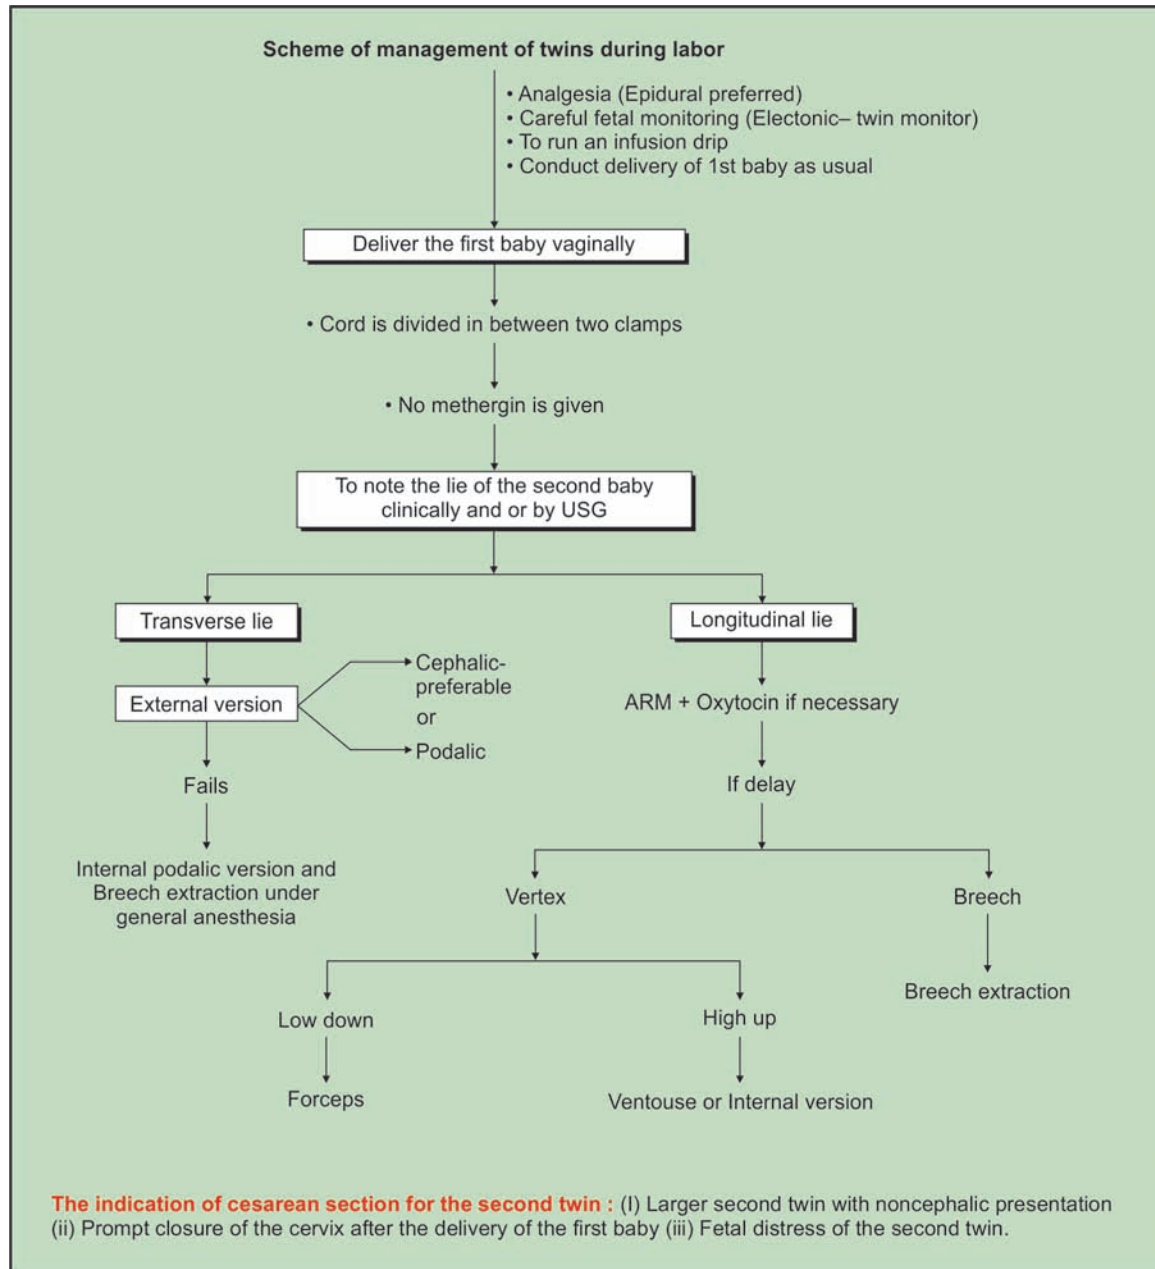 Scheme of management of twins during labor
• Analgesia (Epidural preferred)
• Careful fetal monitoring (Electonic– twin monitor)
• To run an infusion drip
• Conduct delivery of 1st baby as usual
Deliver the first baby vaginally
• Cord is divided in between two clamps
• No methergin is given
To note the lie of the second baby
clinically and or by USG
Transverse lie
Longitudinal lie
External version
Cephalic-
preferable
or
Podalic
ARM + Oxytocin if necessary
Fails
If delay
Internal podalic version and
Breech extraction under
general anesthesia
Vertex
Breech
Low down
High up
Breech extraction
Forceps
Ventouse or Internal version
The indication of cesarean section for the second twin : (I) Larger second twin with noncephalic presentation
(ii) Prompt closure of the cervix after the delivery of the first baby (iii) Fetal distress of the second twin.